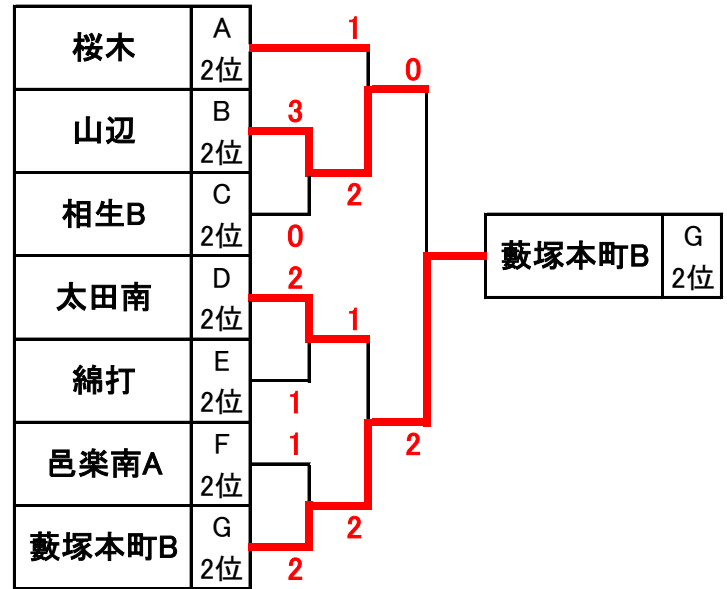 桜木 A 1
2位 0
山辺 B 3
2位 2
相生B C
2位 0
藪塚本町B G
2位
太田南 D 2
2位 1
綿打 E
2位 1
邑楽南A F 1
2位 2
藪塚本町B G 2
2位 2